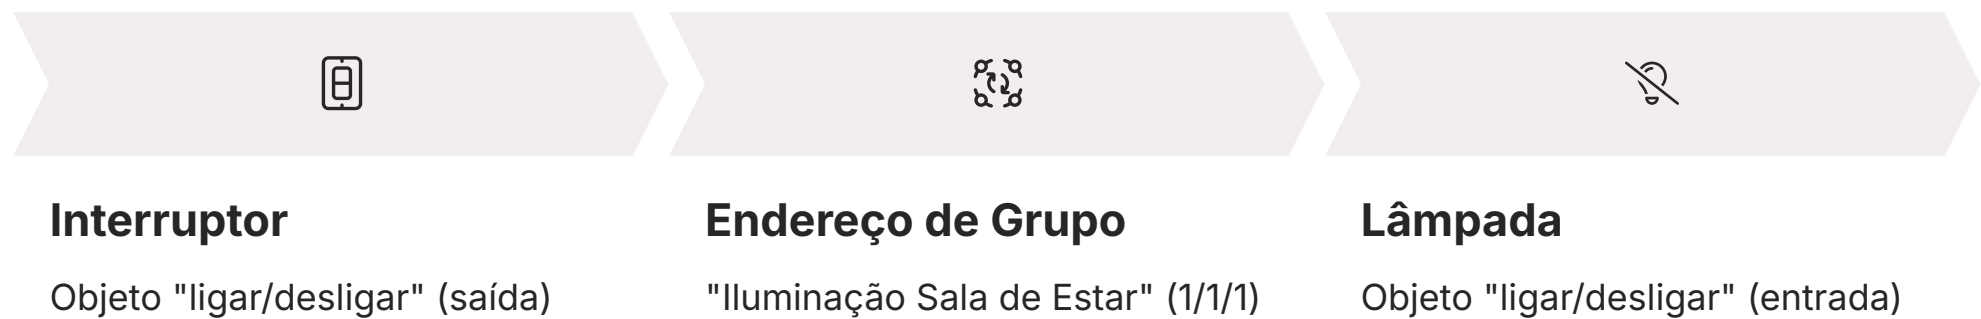 Interruptor
Objeto "ligar/desligar" (saída)
Endereço de Grupo
"Iluminação Sala de Estar" (1/1/1)
Lâmpada
Objeto "ligar/desligar" (entrada)